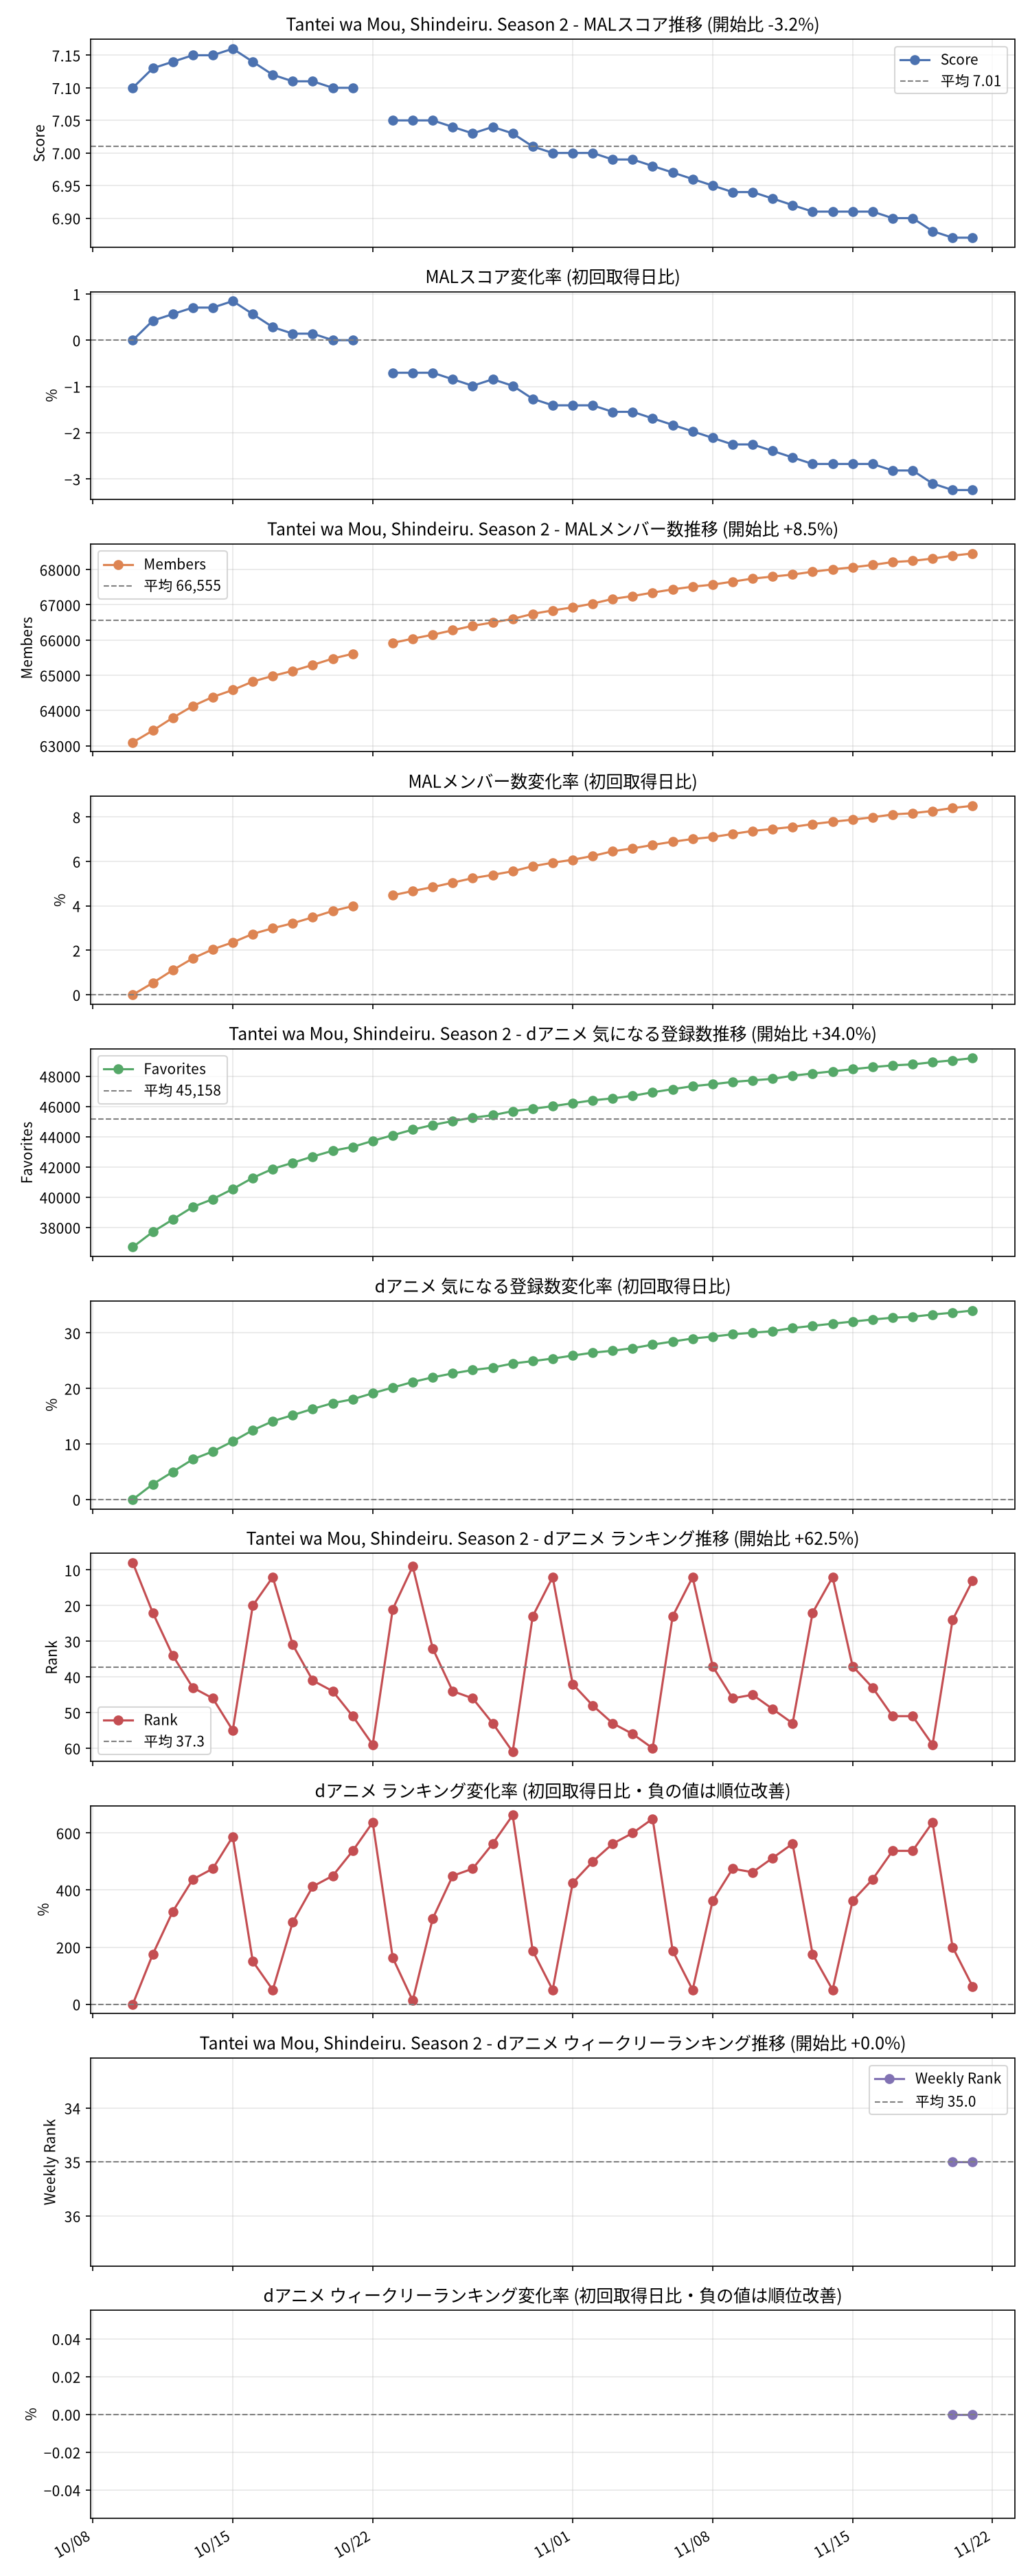 Tantei wa Mou, Shindeiru. Season 2 - MALスコア推移 (開始比 -3.2%)
Score
平均 7.01
7.15
7.10
7.05
7.00
6.95
6.90
Score
MALスコア変化率 (初回取得日比)
1
0
−1
−2
−3
%
Tantei wa Mou, Shindeiru. Season 2 - MALメンバー数推移 (開始比 +8.5%)
Members
平均 66,555
68000
67000
66000
65000
64000
63000
Members
MALメンバー数変化率 (初回取得日比)
8
6
4
2
0
%
Tantei wa Mou, Shindeiru. Season 2 - dアニメ 気になる登録数推移 (開始比 +34.0%)
Favorites
平均 45,158
48000
46000
44000
42000
40000
38000
Favorites
dアニメ 気になる登録数変化率 (初回取得日比)
30
20
10
0
%
Tantei wa Mou, Shindeiru. Season 2 - dアニメ ランキング推移 (開始比 +62.5%)
10
20
30
40
50
60
Rank
Rank
平均 37.3
dアニメ ランキング変化率 (初回取得日比・負の値は順位改善)
600
400
200
0
%
Tantei wa Mou, Shindeiru. Season 2 - dアニメ ウィークリーランキング推移 (開始比 +0.0%)
Weekly Rank
平均 35.0
34
35
36
Weekly Rank
dアニメ ウィークリーランキング変化率 (初回取得日比・負の値は順位改善)
0.04
0.02
0.00
−0.02
−0.04
%
10/08
10/15
10/22
11/01
11/08
11/15
11/22